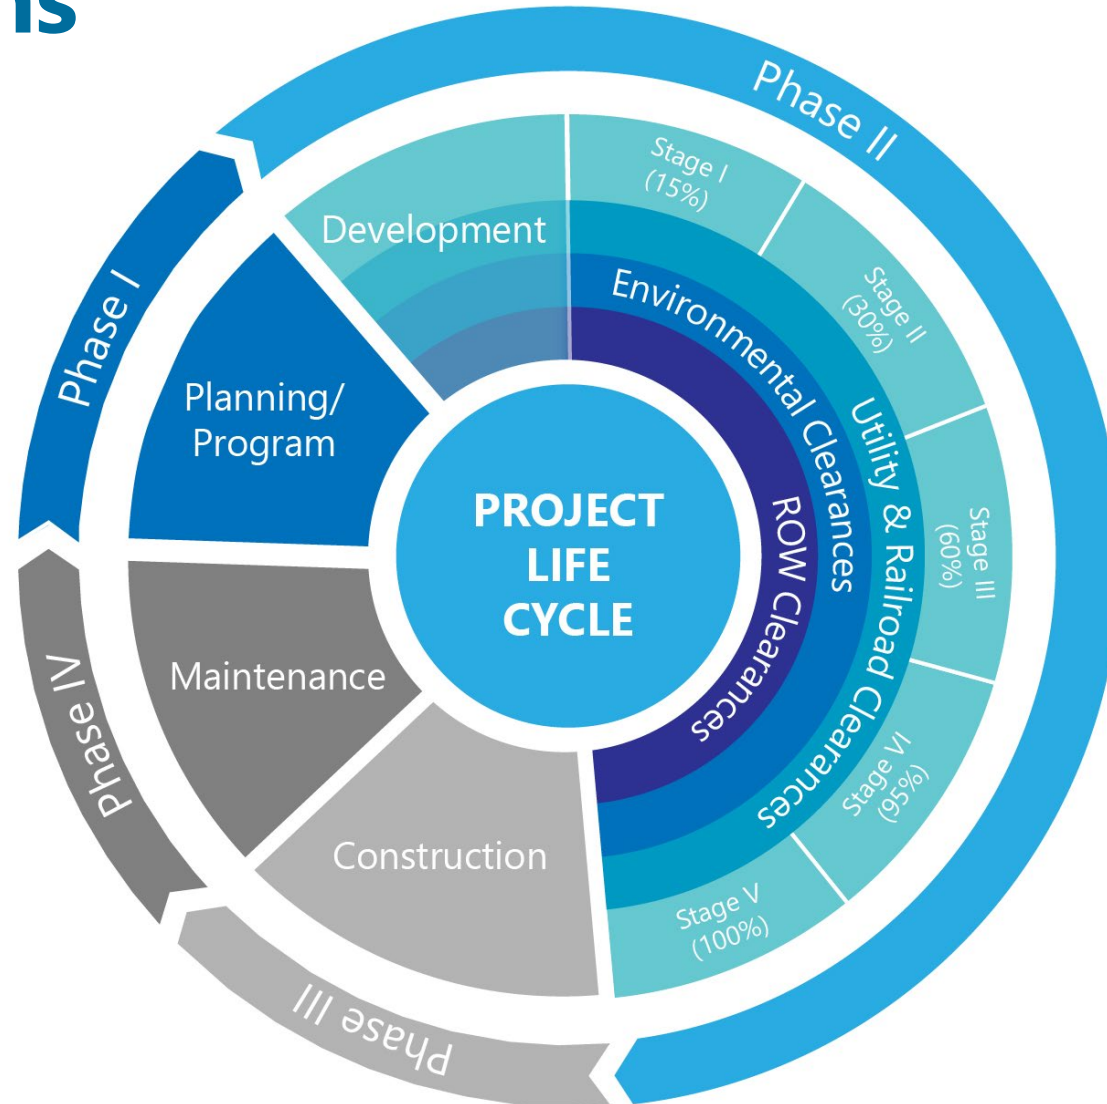 Phase I
Phase II
Phase III
Phase IV
Planning/
Program
Development
Stage I
(15%)
Stage II
(30%)
Stage III
(60%)
Stage VI
(95%)
Stage V
(100%)
Utility & Railroad Clearances
Environmental Clearances
ROW Clearances
Construction
Maintenance
PROJECT
LIFE
CYCLE